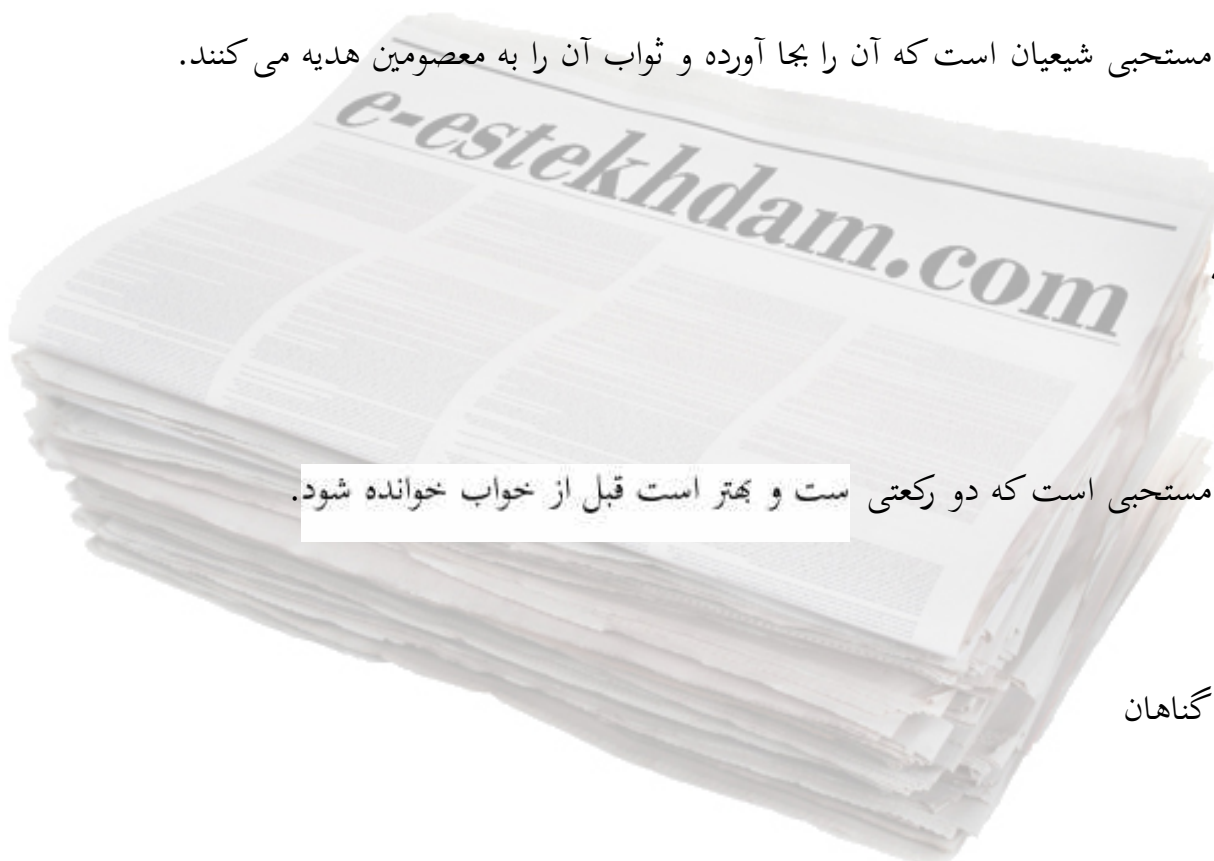 مستحبی شیعیان است که آن را بجا آورده و ثواب آن را به معصومین هدیه می کنند.
e-estekhdam.com
مستحبی است که دو رکعتی ست و بهتر است قبل از خواب خوانده شود.
گناهان